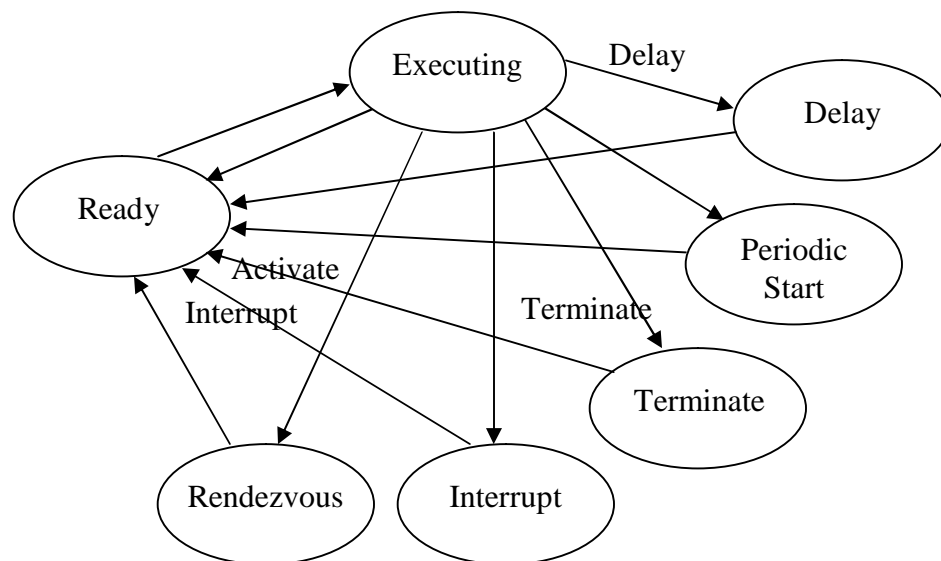 Executing
Delay
Delay
Ready
Periodic
Start
Activate
Interrupt
Terminate
Terminate
Rendezvous
Interrupt